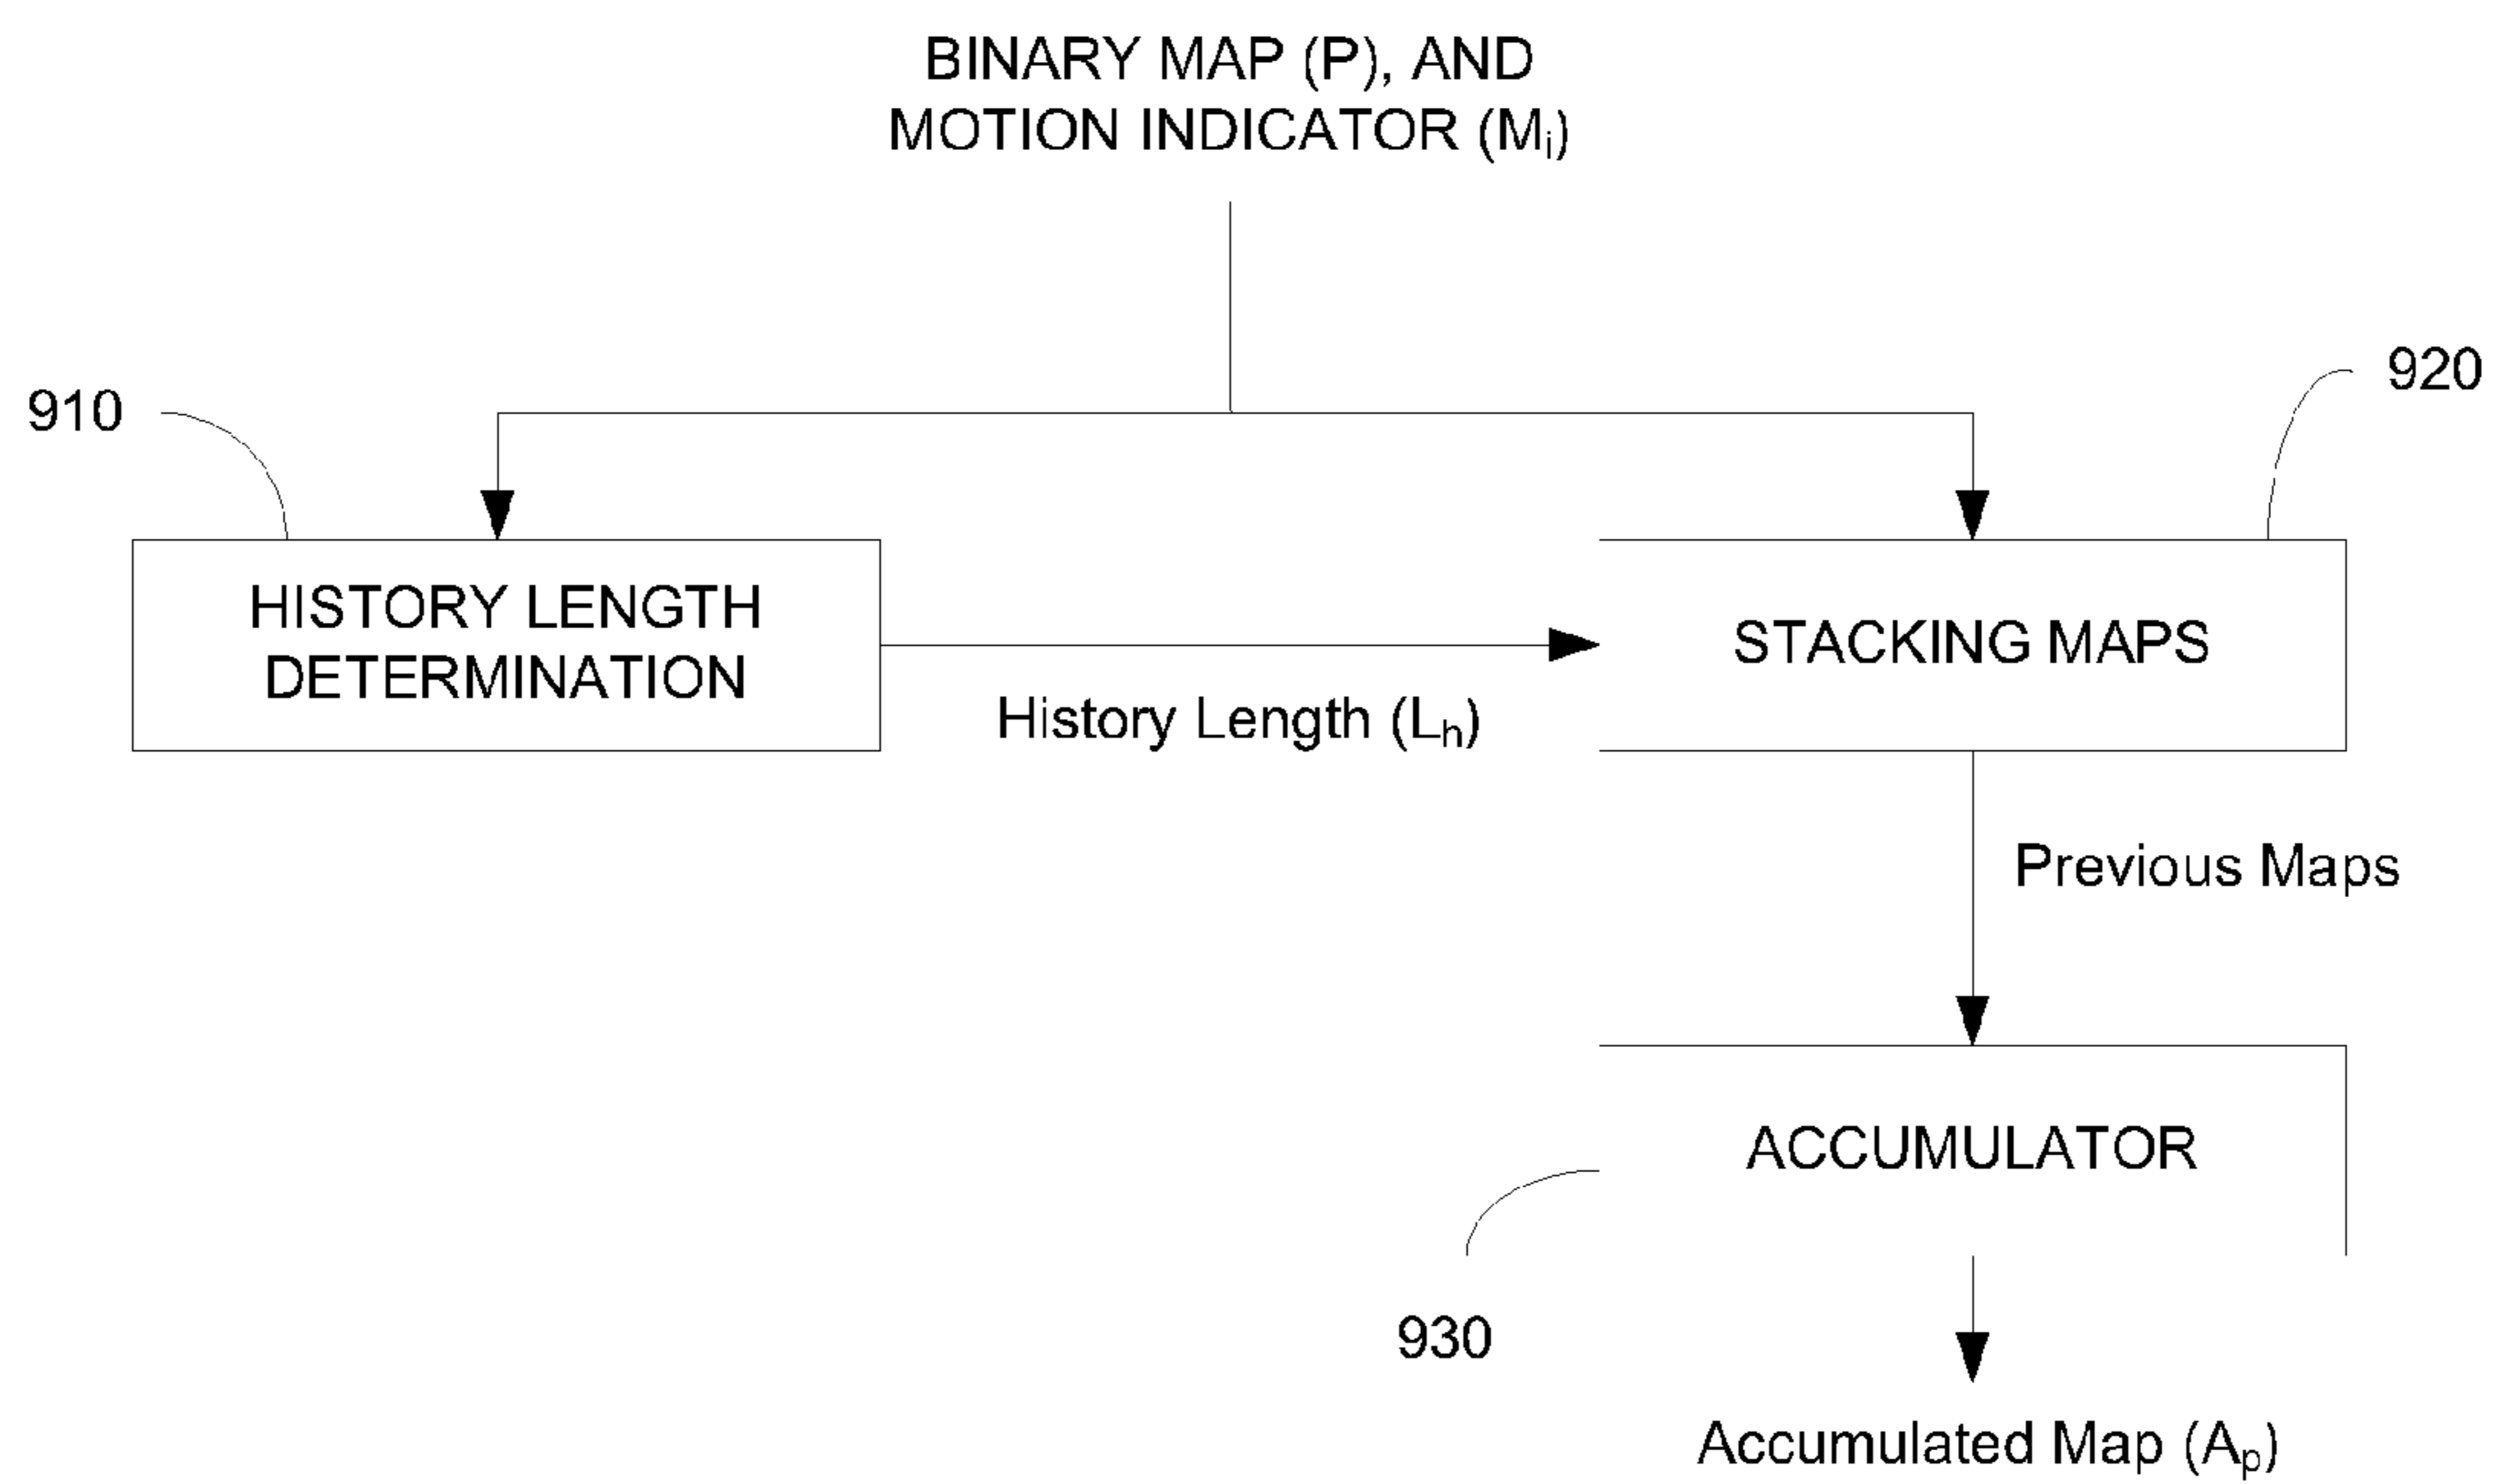 BINARY MAP (P), AND
MOTION INDICATOR (Mi)
920
910
HISTORY LENGTH
DETERMINATION
STACKING MAPS
History Length (Lh)
Previous Maps
ACCUMULATOR
930
Accumulated Map (Ap)